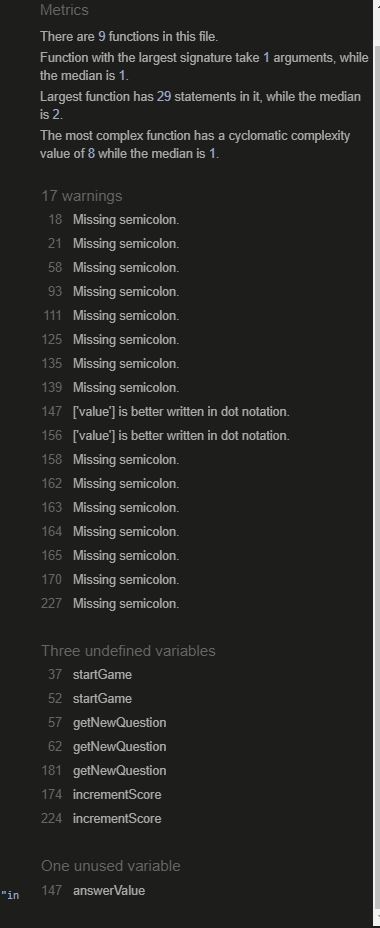 Metrics
There are 9 functions in this file.
Function with the largest signature take 1 arguments, while
the median is 1.
Largest function has 29 statements in it, while the median
is 2.
The most complex function has a cyclomatic complexity
value of 8 while the median is 1.
17 warnings
18 Missing semicolon.
21 Missing semicolon.
58 Missing semicolon.
93 Missing semicolon.
111 Missing semicolon.
125 Missing semicolon.
135 Missing semicolon.
139 Missing semicolon.
147 ['value'] is better written in dot notation.
156 ['value'] is better written in dot notation.
158 Missing semicolon.
162 Missing semicolon.
163 Missing semicolon.
164 Missing semicolon.
165 Missing semicolon.
170 Missing semicolon.
227 Missing semicolon.
Three undefined variables
37 startGame
52 startGame
57 getNewQuestion
62 getNewQuestion
181 getNewQuestion
174 incrementScore
224 incrementScore
One unused variable
147 answerValue
"in